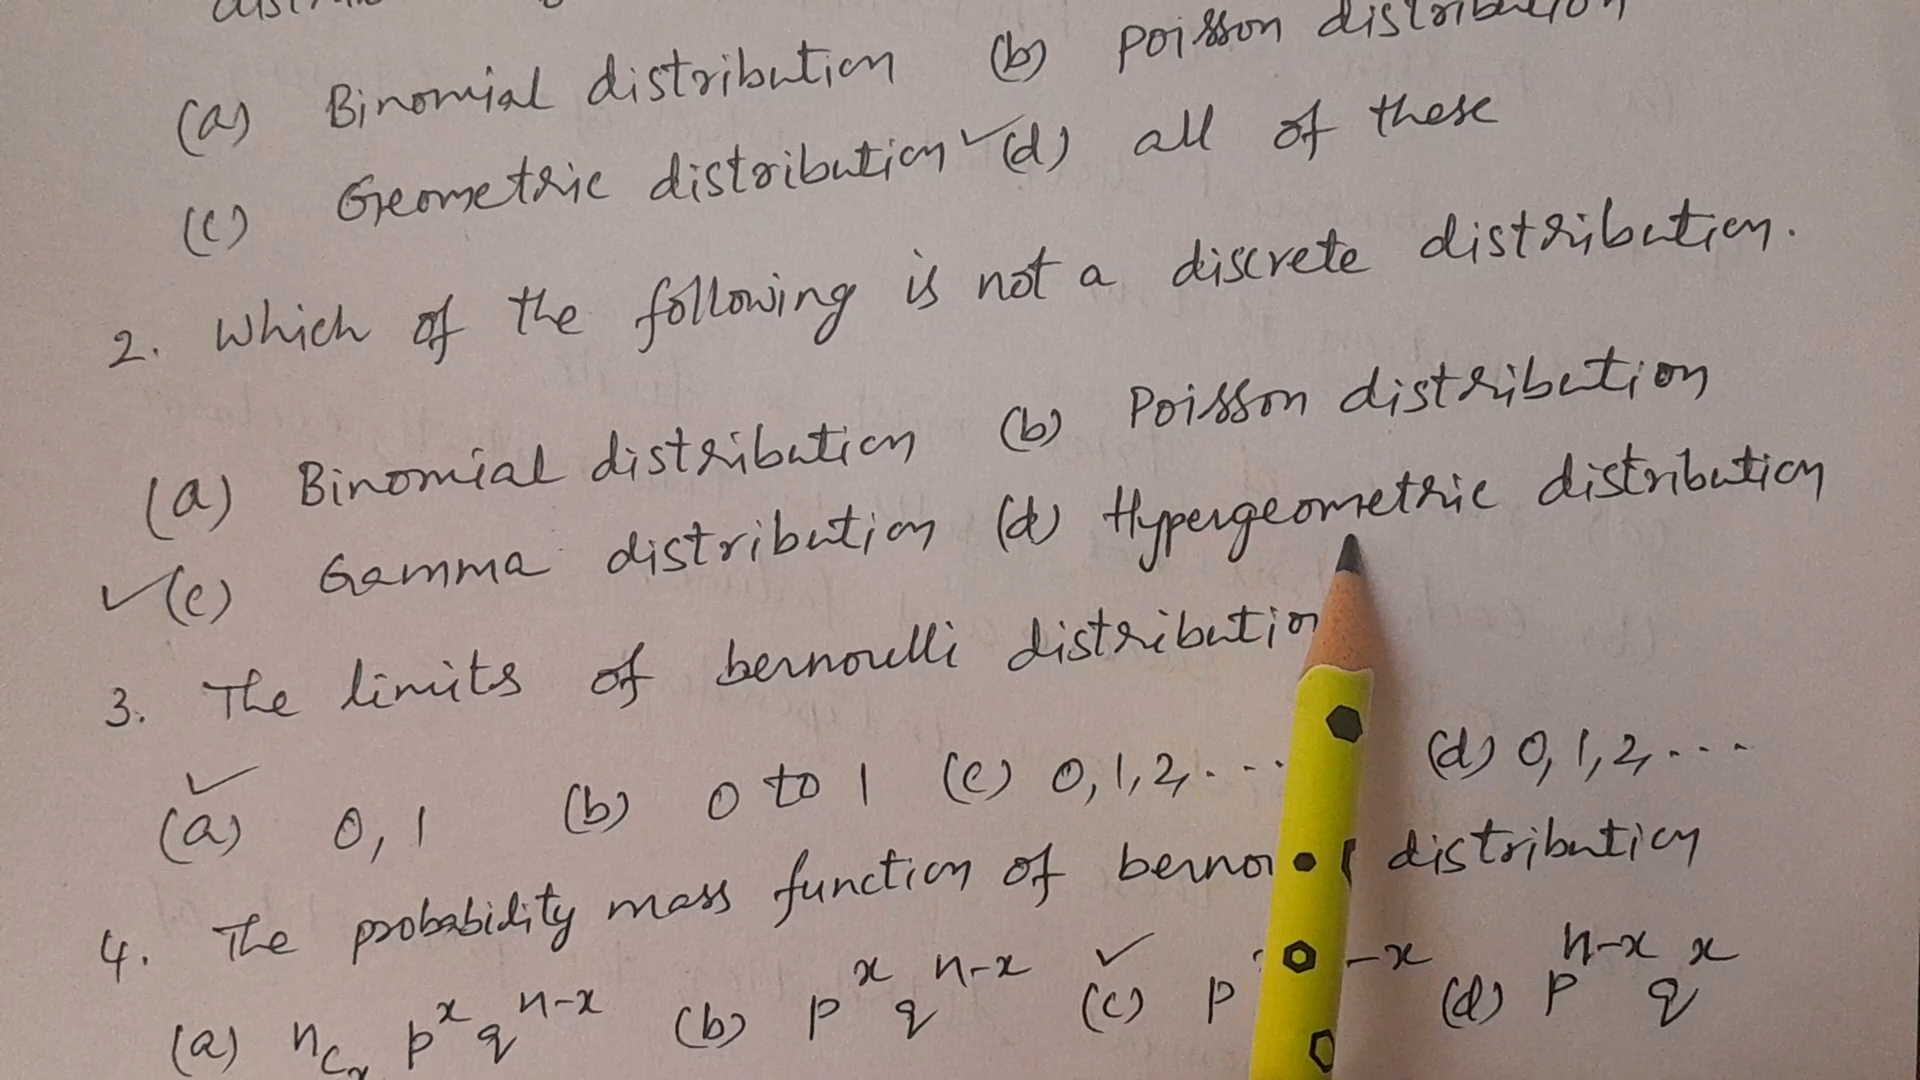 (a) Binomial distribution (b) Poisson distribution
(c) Geometric distribution ✓(d) all of these
2. Which of the following is not a discrete distribution.
(a) Binomial distribution (b) Poisson distribution
✓(c) Gamma distribution (d) Hypergeometric distribution
3. The limits of bernoulli distribution
✓(a) 0, 1 (b) 0 to 1 (c) 0, 1, 2, ... (d) 0, 1, 2, ...
4. The probability mass function of distribution
(a) nCx p^x q^n-x (b) p^x q^n-x ✓(c) p -x (d) p^n-x q^x